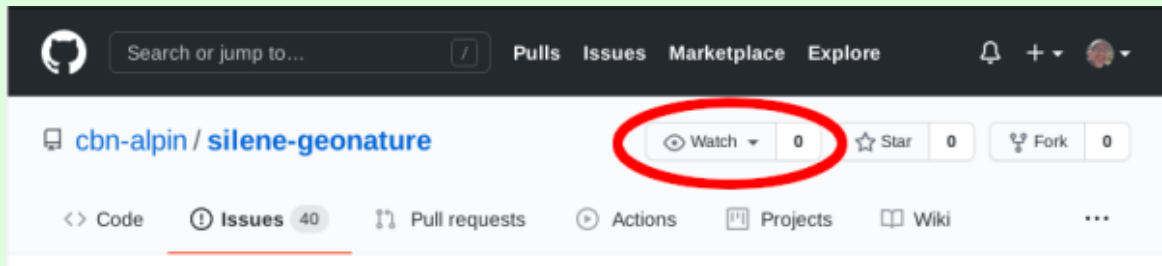 Search or jump to... / Pulls Issues Marketplace Explore
cbn-alpin / silene-geonature Watch 0 Star 0 Fork 0
Code Issues 40 Pull requests Actions Projects Wiki ...